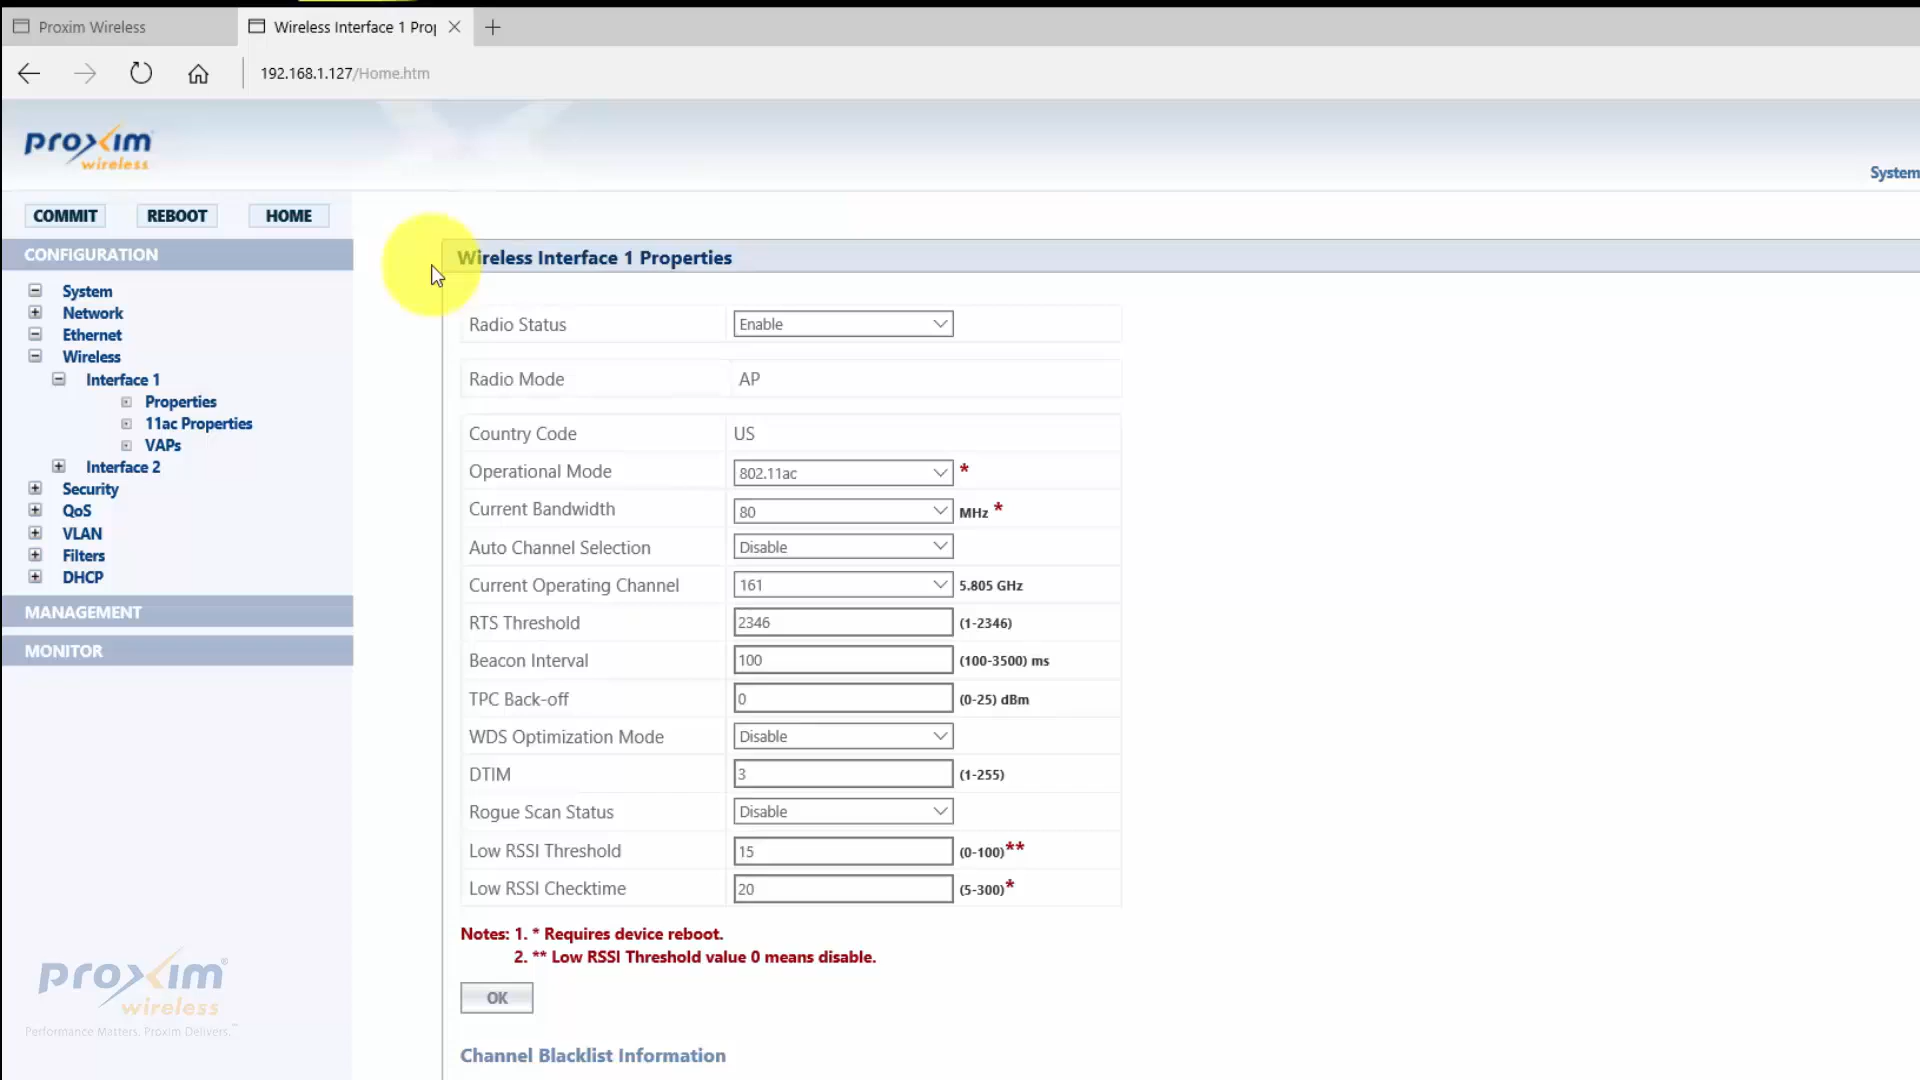 Proxim Wireless
Wireless Interface 1 Prop
192.168.1.127/Home.htm
proxim
wireless
System
COMMIT REBOOT HOME
CONFIGURATION
System
Network
Ethernet
Wireless
Interface 1
Properties
11ac Properties
VAPs
Interface 2
Security
QoS
VLAN
Filters
DHCP
MANAGEMENT
MONITOR
proxim®
wireless
Performance Matters. Proxim Delivers.™
Wireless Interface 1 Properties
Radio Status Enable
Radio Mode AP
Country Code US
Operational Mode 802.11ac *
Current Bandwidth 80 MHz *
Auto Channel Selection Disable
Current Operating Channel 161 5.805 GHz
RTS Threshold 2346 (1-2346)
Beacon Interval 100 (100-3500) ms
TPC Back-off 0 (0-25) dBm
WDS Optimization Mode Disable
DTIM 3 (1-255)
Rogue Scan Status Disable
Low RSSI Threshold 15 (0-100)**
Low RSSI Checktime 20 (5-300)*
Notes: 1. * Requires device reboot.
2. ** Low RSSI Threshold value 0 means disable.
OK
Channel Blacklist Information